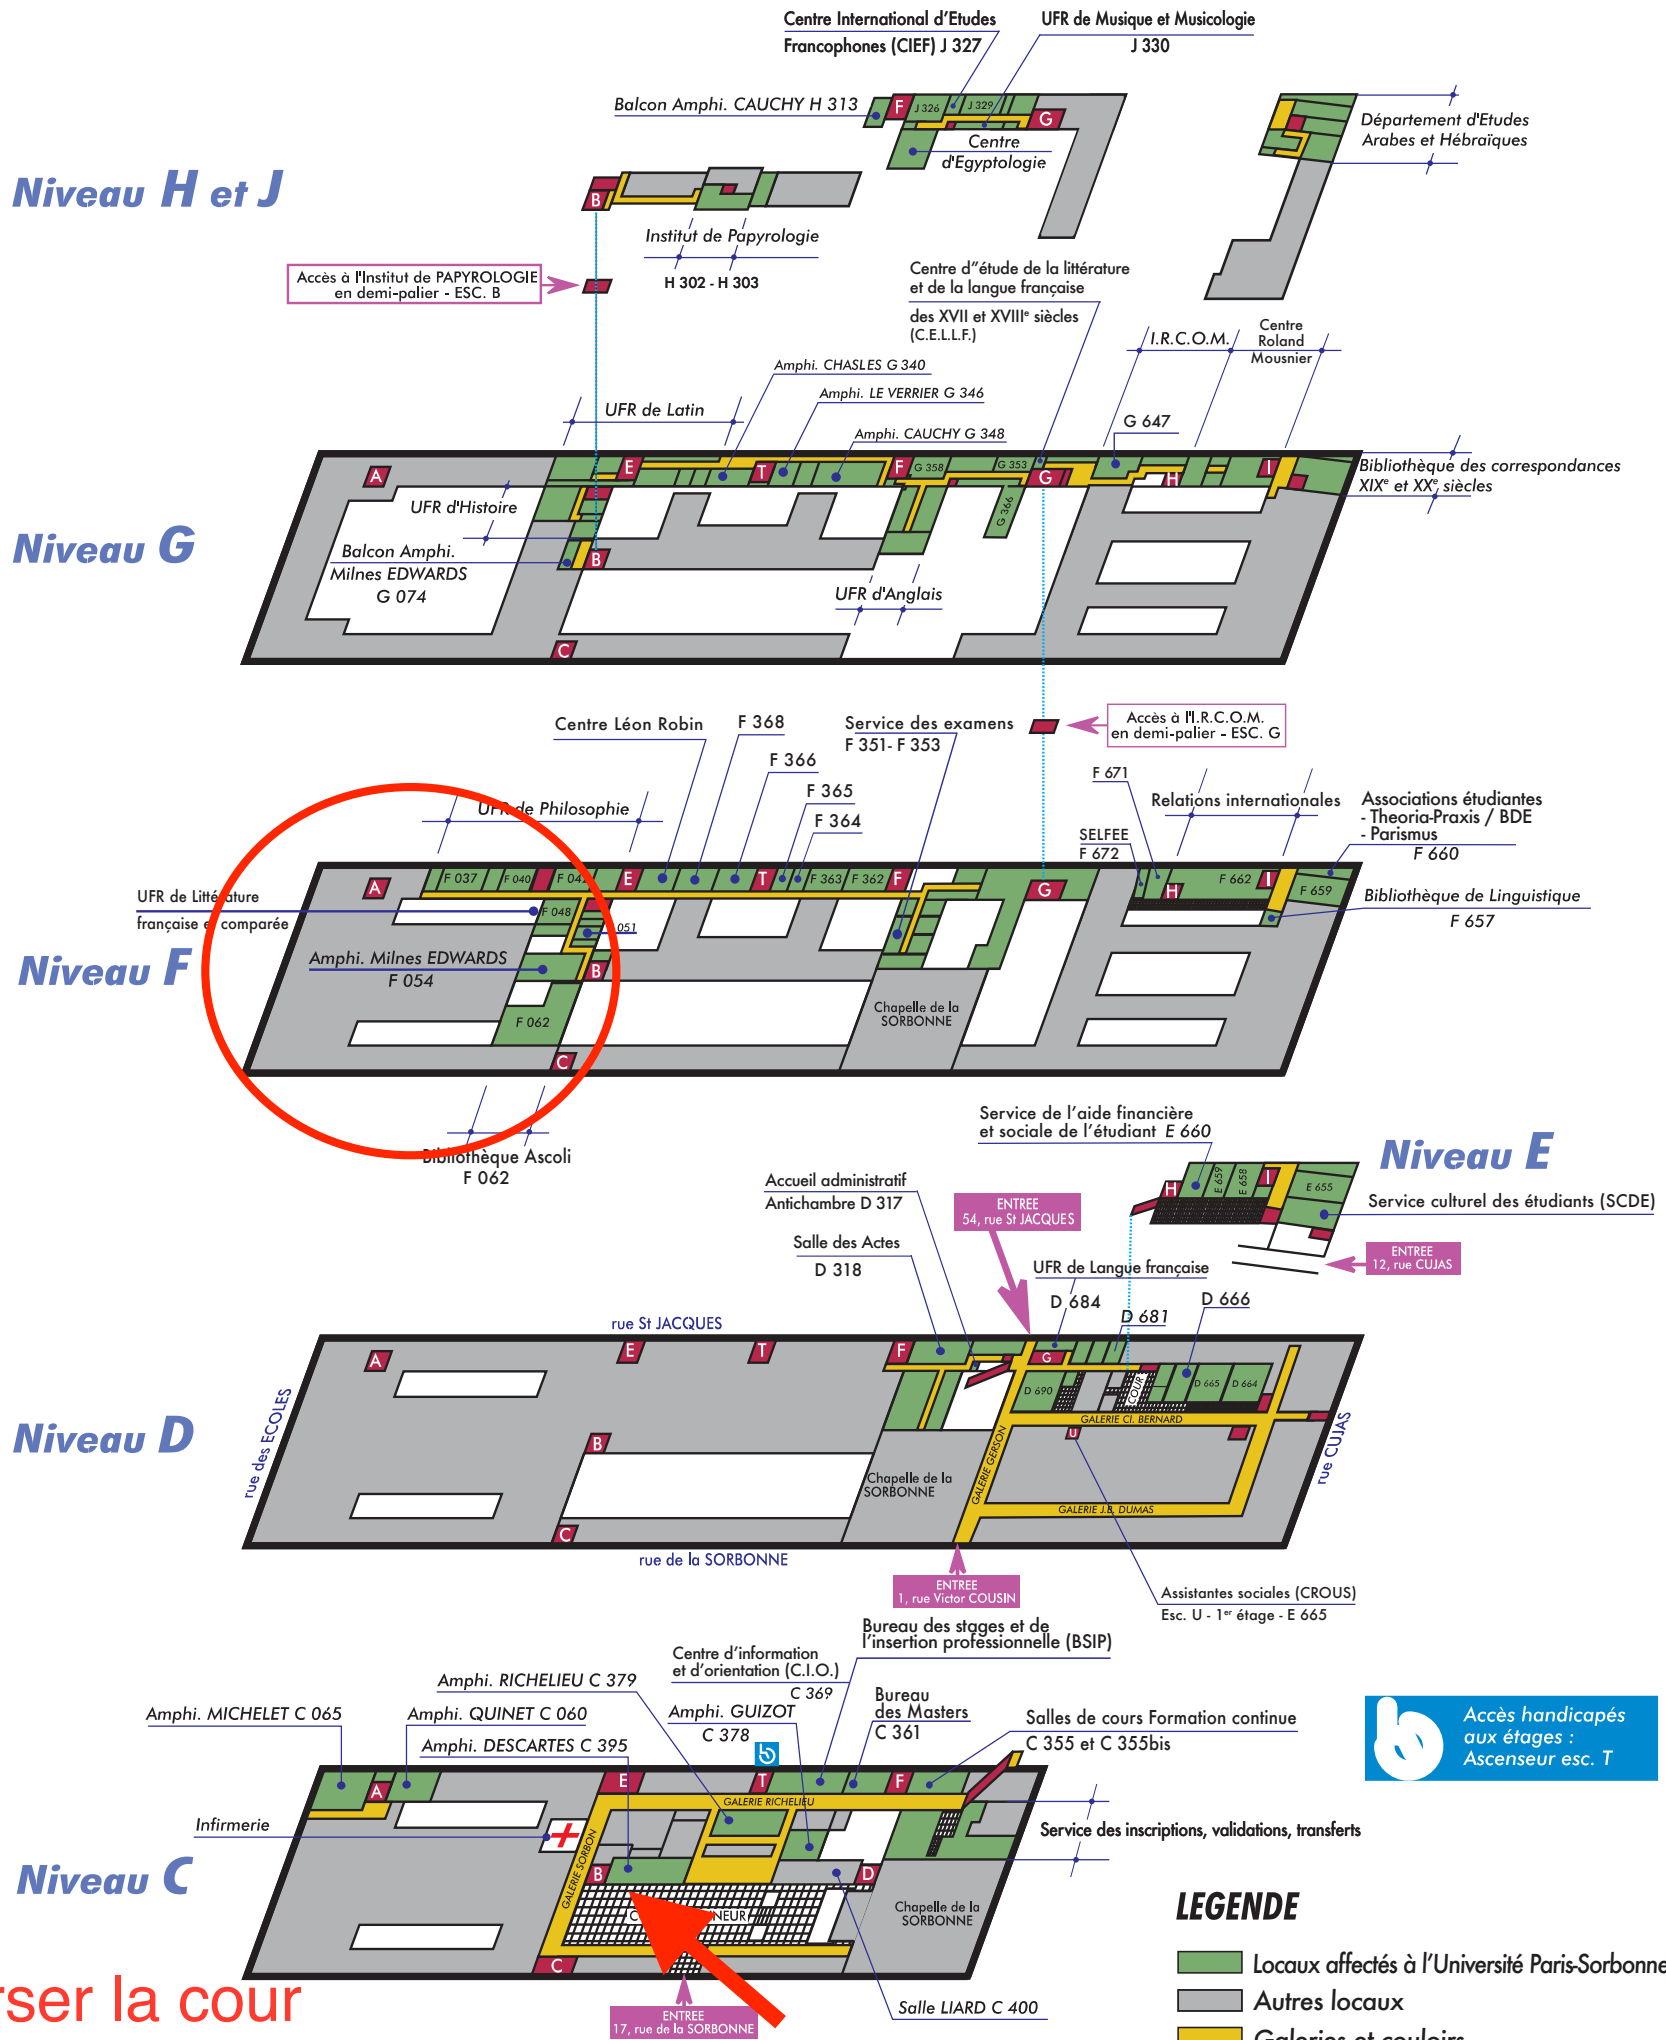 Centre International d'Etudes
Francophones (CIEF) J 327
UFR de Musique et Musicologie
J 330
Balcon Amphi. CAUCHY H 313
F
J 326
J 329
G
Centre
d'Egyptologie
Département d'Etudes
Arabes et Hébraïques
Niveau H et J
B
Institut de Papyrologie
H 302 - H 303
Accès à l'Institut de PAPYROLOGIE
en demi-palier - ESC. B
Centre d"étude de la littérature
et de la langue française
des XVII et XVIIIe siècles
(C.E.L.L.F.)
I.R.C.O.M.
Centre
Roland
Mousnier
Amphi. CHASLES G 340
Amphi. LE VERRIER G 346
UFR de Latin
Amphi. CAUCHY G 348
G 647
A
E
T
F
G 358
G 353
G
H
I
G 366
Bibliothèque des correspondances
XIXe et XXe siècles
UFR d'Histoire
Niveau G
Balcon Amphi.
Milnes EDWARDS
G 074
B
UFR d'Anglais
C
Centre Léon Robin
F 368
Service des examens
F 351- F 353
Accès à l'I.R.C.O.M.
en demi-palier - ESC. G
F 366
F 365
F 364
F 671
Relations internationales
SELFEE
F 672
Associations étudiantes
- Theoria-Praxis / BDE
- Parismus
F 660
UFR de Philosophie
A
F 037
F 040
E
T
F 363
F 362
F
G
H
F 662
I
F 659
UFR de Littérature
française et comparée
F 048
051
Bibliothèque de Linguistique
F 657
Niveau F
Amphi. Milnes EDWARDS
F 054
B
F 062
Chapelle de la
SORBONNE
C
Bibliothèque Ascoli
F 062
Service de l'aide financière
et sociale de l'étudiant E 660
Niveau E
H
E 659
E 658
I
E 655
Service culturel des étudiants (SCDE)
ENTREE
12, rue CUJAS
Accueil administratif
Antichambre D 317
ENTREE
54, rue St JACQUES
Salle des Actes
D 318
UFR de Langue française
D 684
D 681
D 666
rue St JACQUES
A
E
T
F
G
D 690
COUR
D 665
D 664
GALERIE Cl. BERNARD
U
rue des ECOLES
Niveau D
B
GALERIE GERSON
rue CUJAS
Chapelle de la
SORBONNE
GALERIE J.B. DUMAS
C
rue de la SORBONNE
ENTREE
1, rue Victor COUSIN
Assistantes sociales (CROUS)
Esc. U - 1er étage - E 665
Bureau des stages et de
l'insertion professionnelle (BSIP)
Centre d'information
et d'orientation (C.I.O.)
C 369
Amphi. RICHELIEU C 379
Amphi. MICHELET C 065
Amphi. QUINET C 060
Amphi. GUIZOT
C 378
Bureau
des Masters
C 361
Salles de cours Formation continue
C 355 et C 355bis
Amphi. DESCARTES C 395
Accès handicapés
aux étages :
Ascenseur esc. T
A
E
T
F
GALERIE RICHELIEU
Infirmerie
GALERIE SORBON
Service des inscriptions, validations, transferts
Niveau C
B
D
Chapelle de la
SORBONNE
C
Salle LIARD C 400
ENTREE
17, rue de la SORBONNE
rser la cour
LEGENDE
Locaux affectés à l'Université Paris-Sorbonne
Autres locaux
Galeries et couloirs